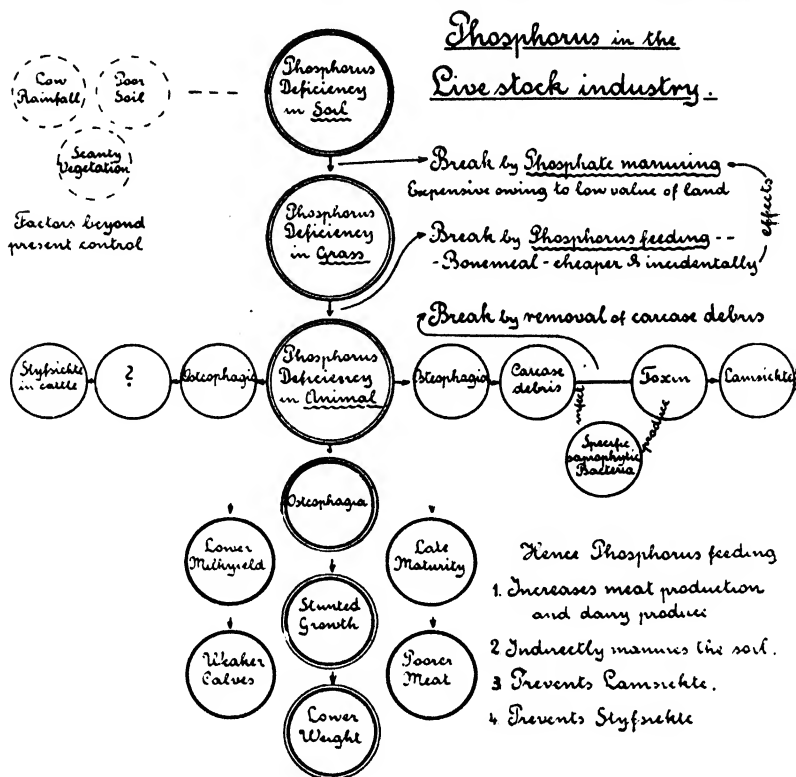 Phosphorus in the
Live stock industry.
Low
Rainfall
Poor
Soil
Scanty
Vegetation
Factors beyond
present control
Phosphorus
Deficiency
in Soil
Break by Phosphate manuring
Expensive owing to low value of land
effects
Phosphorus
Deficiency
in Grass
Break by Phosphorus feeding --
- Bonemeal - cheaper & incidentally
Break by removal of carcase debris
Styfsiekte
in cattle
?
Osteophagia
Phosphorus
Deficiency
in Animal
Osteophagia
Carcase
debris
Toxin
Lamsiekte
infect
produce
Specific
saprophytic
Bacteria
Osteophagia
Lower
Milkyield
Late
Maturity
Stunted
Growth
Weaker
Calves
Poorer
Meat
Lower
Weight
Hence Phosphorus feeding
1. Increases meat production
and dairy produce
2 Indirectly manures the soil.
3 Prevents Lamsiekte.
4 Prevents Styfsiekte